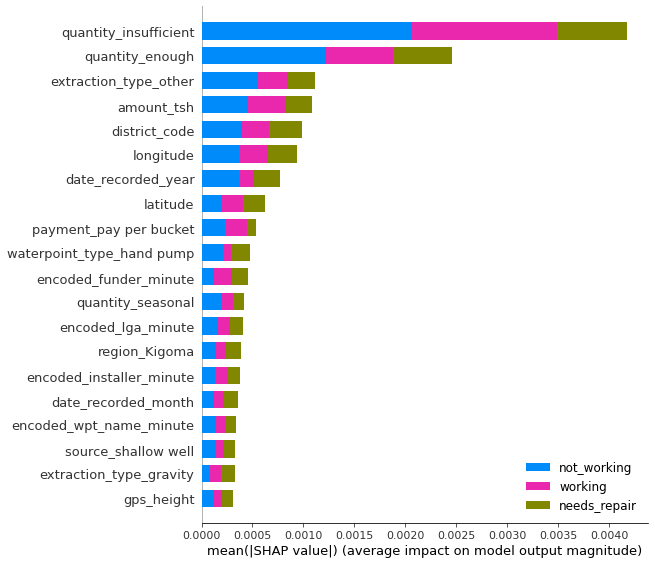 quantity_insufficient
quantity_enough
extraction_type_other
amount_tsh
district_code
longitude
date_recorded_year
latitude
payment_pay per bucket
waterpoint_type_hand pump
encoded_funder_minute
quantity_seasonal
encoded_lga_minute
region_Kigoma
encoded_installer_minute
date_recorded_month
encoded_wpt_name_minute
source_shallow well
extraction_type_gravity
gps_height
not_working
working
needs_repair
0.0000 0.0005 0.0010 0.0015 0.0020 0.0025 0.0030 0.0035 0.0040
mean(|SHAP value|) (average impact on model output magnitude)